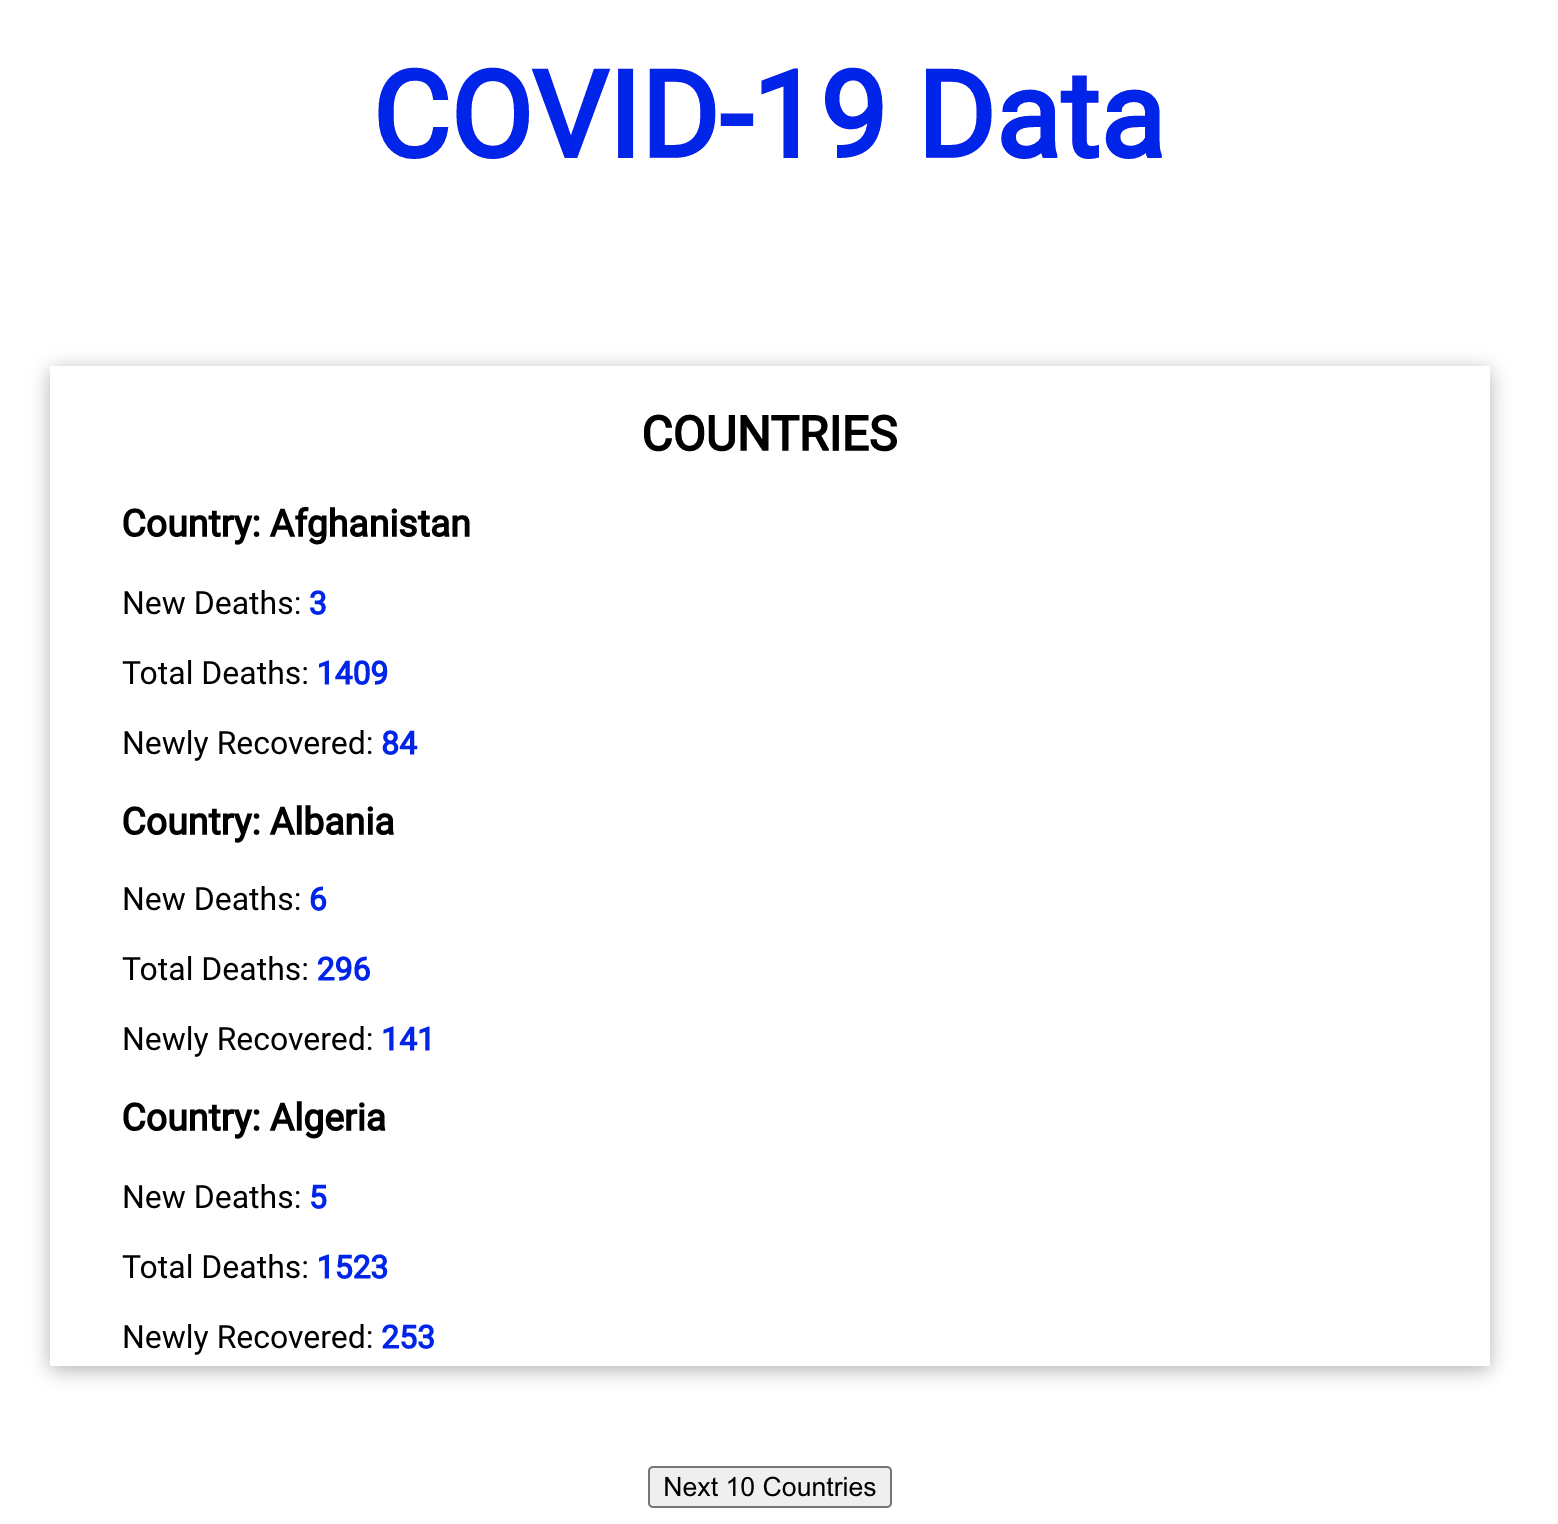 COVID-19 Data
COUNTRIES
Country: Afghanistan
New Deaths: 3
Total Deaths: 1409
Newly Recovered: 84
Country: Albania
New Deaths: 6
Total Deaths: 296
Newly Recovered: 141
Country: Algeria
New Deaths: 5
Total Deaths: 1523
Newly Recovered: 253
Next 10 Countries